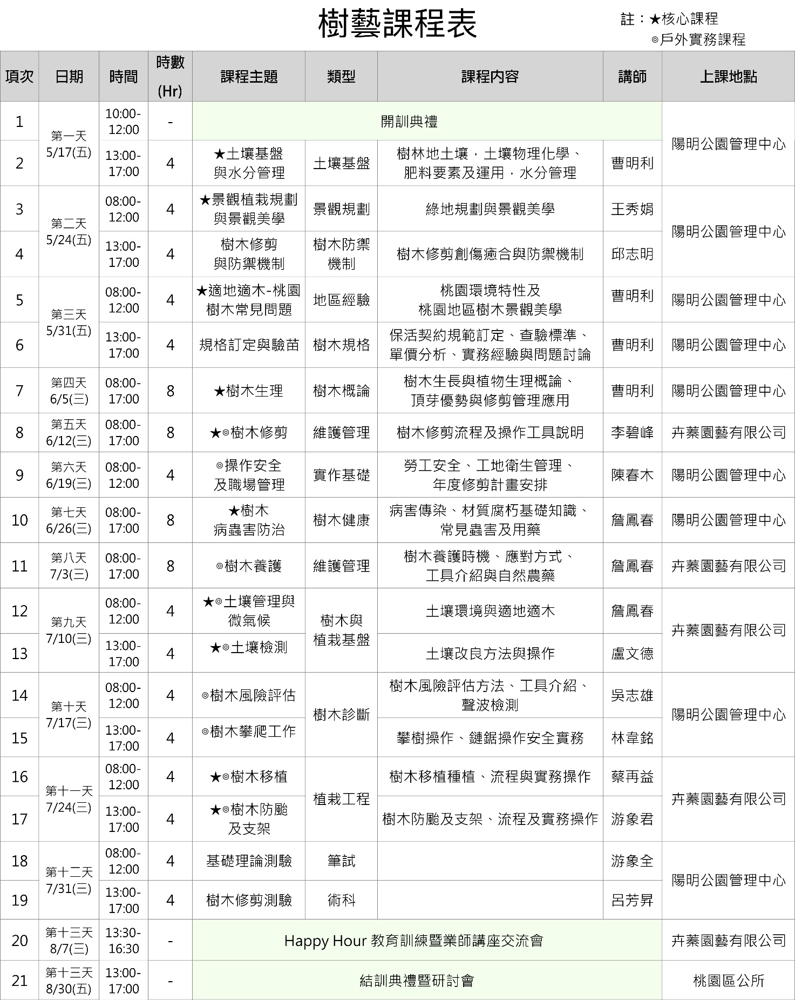 樹藝課程表
註：★核心課程
◎戶外實務課程
項次 日期 時間 時數 (Hr) 課程主題 類型 課程內容 講師 上課地點
1 第一天 5/17(五) 10:00-12:00 - 開訓典禮 陽明公園管理中心
2 13:00-17:00 4 ★土壤基盤與水分管理 土壤基盤 樹林地土壤，土壤物理化學、肥料要素及運用，水分管理 曹明利
3 第二天 5/24(五) 08:00-12:00 4 ★景觀植栽規劃與景觀美學 景觀規劃 綠地規劃與景觀美學 王秀娟 陽明公園管理中心
4 13:00-17:00 4 樹木修剪與防禦機制 樹木防禦機制 樹木修剪創傷癒合與防禦機制 邱志明
5 第三天 5/31(五) 08:00-12:00 4 ★適地適木-桃園樹木常見問題 地區經驗 桃園環境特性及桃園地區樹木景觀美學 曹明利 陽明公園管理中心
6 13:00-17:00 4 規格訂定與驗苗 樹木規格 保活契約規範訂定、查驗標準、單價分析、實務經驗與問題討論 曹明利 陽明公園管理中心
7 第四天 6/5(三) 08:00-17:00 8 ★樹木生理 樹木概論 樹木生長與植物生理概論、頂芽優勢與修剪管理應用 曹明利 陽明公園管理中心
8 第五天 6/12(三) 08:00-17:00 8 ★◎樹木修剪 維護管理 樹木修剪流程及操作工具說明 李碧峰 卉蓁園藝有限公司
9 第六天 6/19(三) 08:00-12:00 4 ◎操作安全及職場管理 實作基礎 勞工安全、工地衛生管理、年度修剪計畫安排 陳春木 陽明公園管理中心
10 第七天 6/26(三) 08:00-17:00 8 ★樹木病蟲害防治 樹木健康 病害傳染、材質腐朽基礎知識、常見蟲害及用藥 詹鳳春 陽明公園管理中心
11 第八天 7/3(三) 08:00-17:00 8 ◎樹木養護 維護管理 樹木養護時機、應對方式、工具介紹與自然農藥 詹鳳春 卉蓁園藝有限公司
12 第九天 7/10(三) 08:00-12:00 4 ★◎土壤管理與微氣候 樹木與植栽基盤 土壤環境與適地適木 詹鳳春 卉蓁園藝有限公司
13 13:00-17:00 4 ★◎土壤檢測 土壤改良方法與操作 盧文德
14 第十天 7/17(三) 08:00-12:00 4 ◎樹木風險評估 樹木診斷 樹木風險評估方法、工具介紹、聲波檢測 吳志雄 陽明公園管理中心
15 13:00-17:00 4 ◎樹木攀爬工作 攀樹操作、鏈鋸操作安全實務 林韋銘
16 第十一天 7/24(三) 08:00-12:00 4 ★◎樹木移植 植栽工程 樹木移植種植、流程與實務操作 蔡再益 卉蓁園藝有限公司
17 13:00-17:00 4 ★◎樹木防颱及支架 樹木防颱及支架、流程及實務操作 游象君
18 第十二天 7/31(三) 08:00-12:00 4 基礎理論測驗 筆試 游象全 陽明公園管理中心
19 13:00-17:00 4 樹木修剪測驗 術科 呂芳昇
20 第十三天 8/7(三) 13:30-16:30 - Happy Hour 教育訓練暨業師講座交流會 卉蓁園藝有限公司
21 第十三天 8/30(五) 13:00-17:00 - 結訓典禮暨研討會 桃園區公所